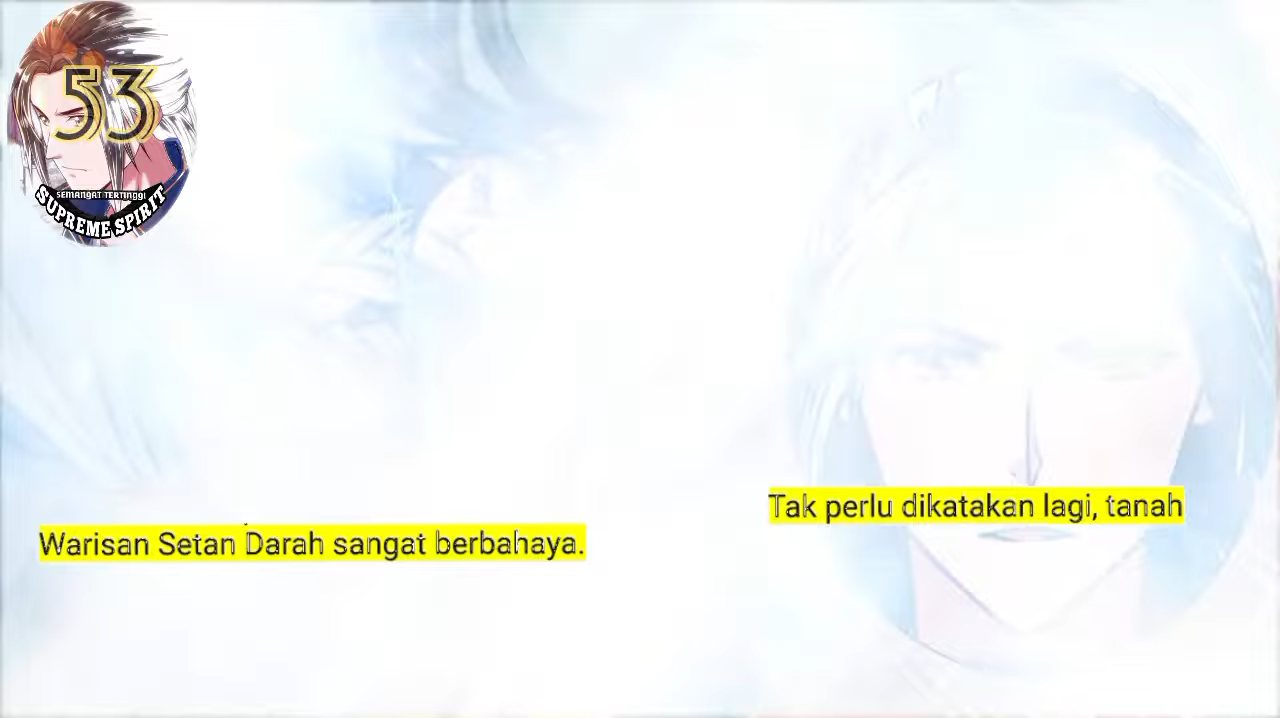 53
SEMANGAT TERTINGGI
SUPREME SPIRIT
Tak perlu dikatakan lagi, tanah
Warisan Setan Darah sangat berbahaya.